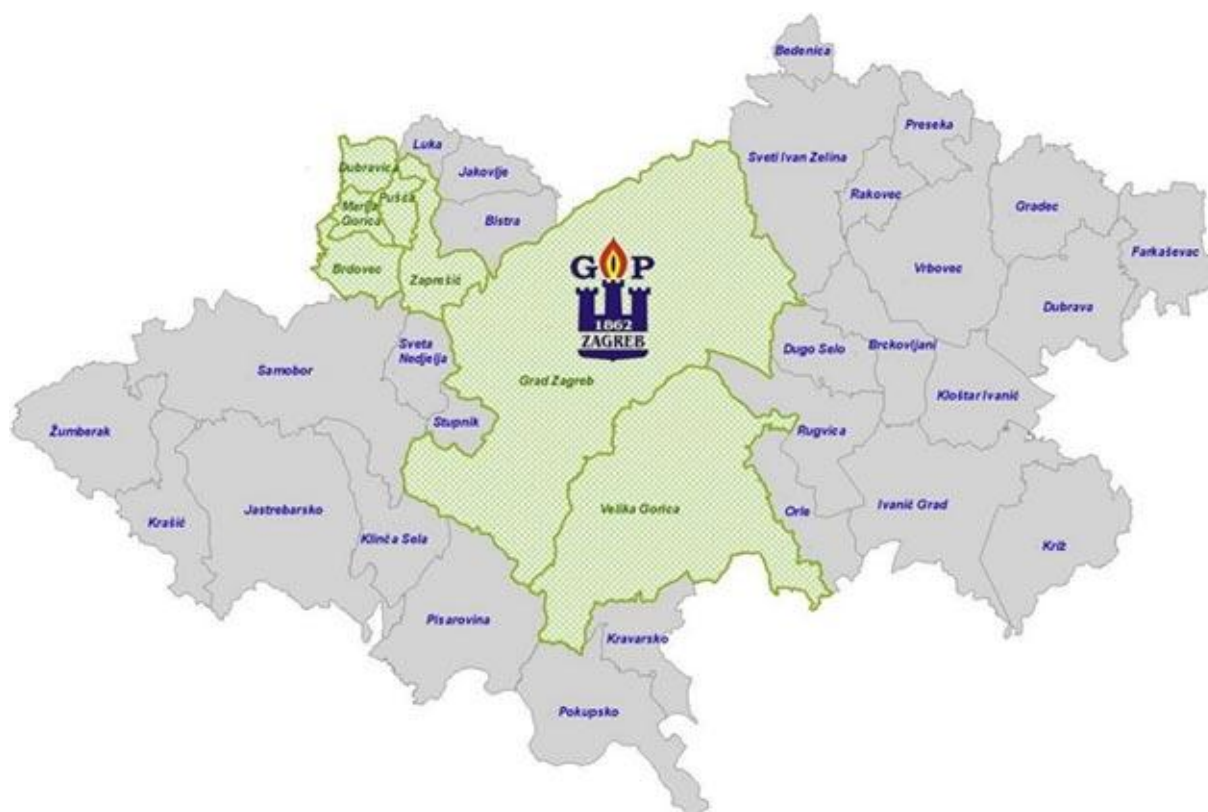 Bedenica
Preseka
Luka
Sveti Ivan Zelina
Dubravica
Jakovlje
Rakovec
Pušća
Gradec
Marija
Gorica
Bistra
Farkaševac
Brdovec
Zaprešić
G P
Vrbovec
Dubrava
1862
ZAGREB
Sveta
Nedjelja
Brckovljani
Dugo Selo
Samobor
Grad Zagreb
Kloštar Ivanić
Stupnik
Žumberak
Rugvica
Velika Gorica
Ivanić Grad
Jastrebarsko
Orle
Krašić
Klinča Sela
Križ
Pisarovina
Kravarsko
Pokupsko